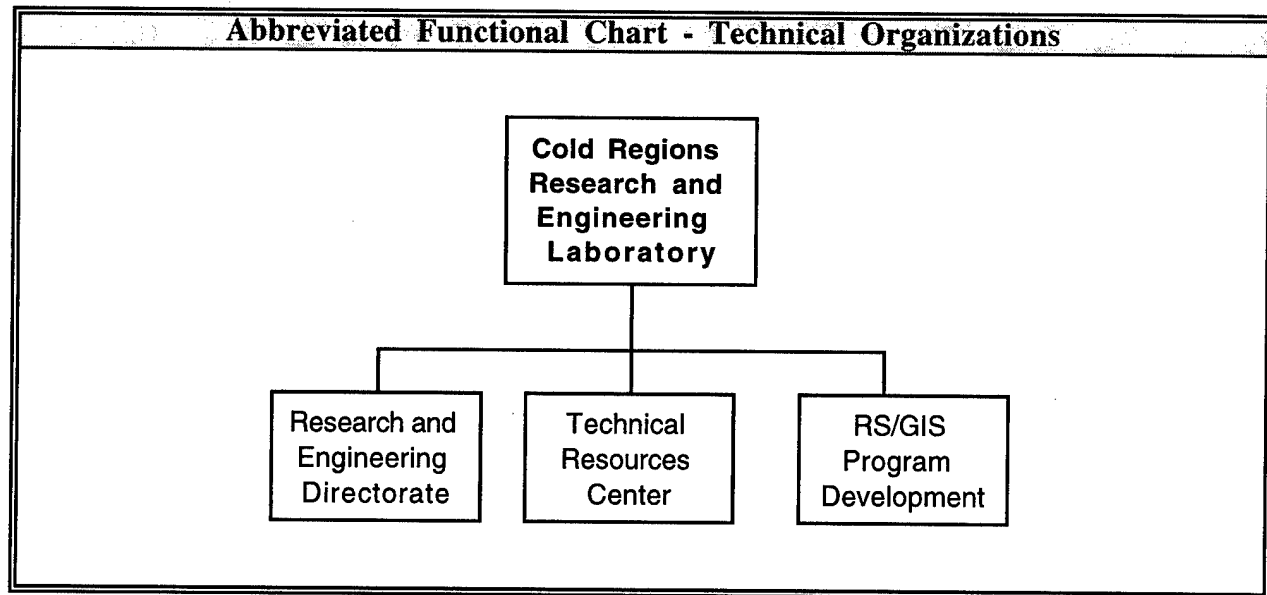 Abbreviated Functional Chart - Technical Organizations
Cold Regions
Research and
Engineering
Laboratory
Research and
Engineering
Directorate
Technical
Resources
Center
RS/GIS
Program
Development